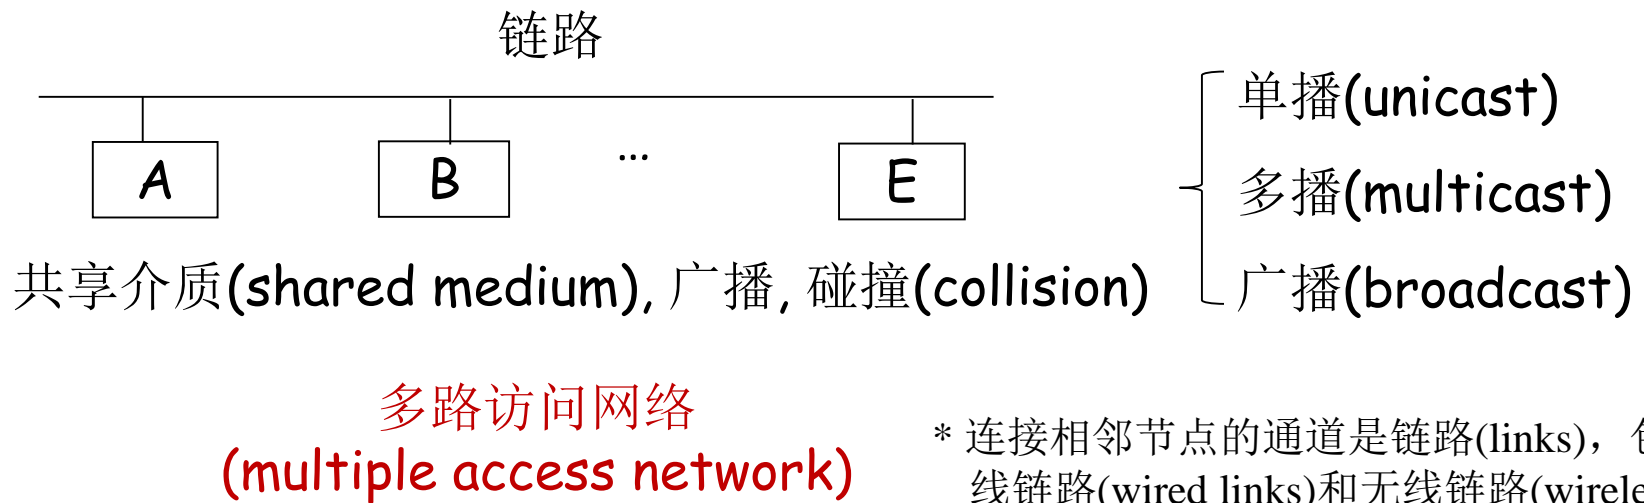 链路
A B ... E
单播(unicast)
多播(multicast)
广播(broadcast)
共享介质(shared medium), 广播, 碰撞(collision)
多路访问网络
(multiple access network)
* 连接相邻节点的通道是链路(links)，
线链路(wired links)和无线链路